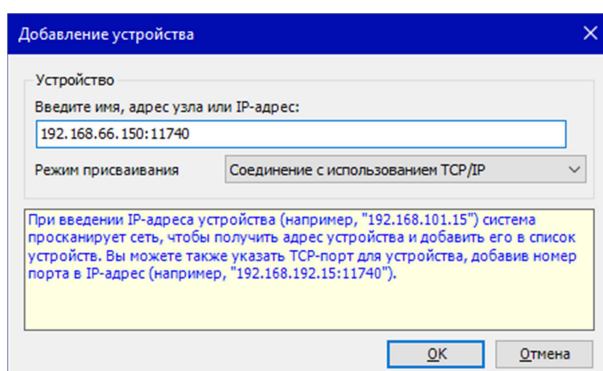 Добавление устройства
Устройство
Введите имя, адрес узла или IP-адрес:
192.168.66.150:11740
Режим присваивания
Соединение с использованием TCP/IP
При введении IP-адреса устройства (например, "192.168.101.15") система
просканирует сеть, чтобы получить адрес устройства и добавить его в список
устройств. Вы можете также указать TCP-порт для устройства, добавив номер
порта в IP-адрес (например, "192.168.192.15:11740").
OK
Отмена